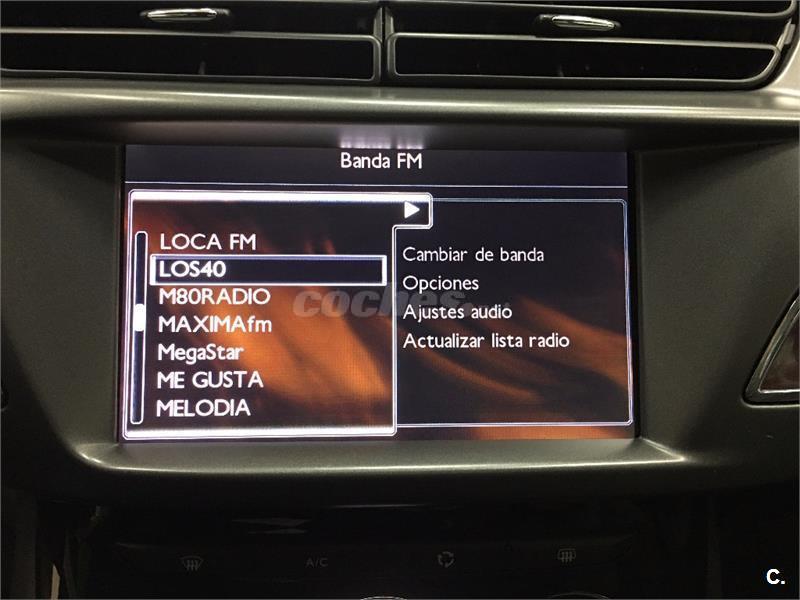 Banda FM
LOCA FM
LOS40
M80RADIO
MAXIMAfm
MegaStar
ME GUSTA
MELODIA
Cambiar de banda
Opciones
Ajustes audio
Actualizar lista radio
coches.net
A/C
C.